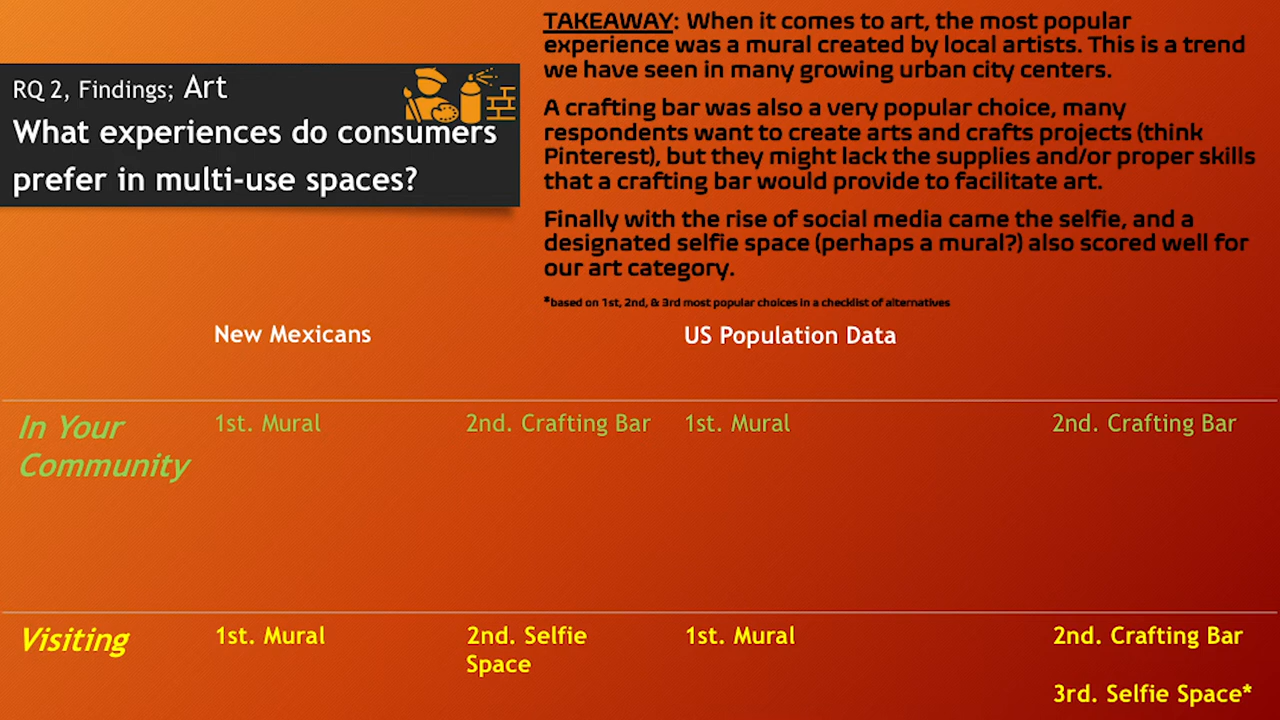 RQ 2, Findings; Art
What experiences do consumers
prefer in multi-use spaces?
TAKEAWAY: When it comes to art, the most popular
experience was a mural created by local artists. This is a trend
we have seen in many growing urban city centers.
A crafting bar was also a very popular choice, many
respondents want to create arts and crafts projects (think
Pinterest), but they might lack the supplies and/or proper skills
that a crafting bar would provide to facilitate art.
Finally with the rise of social media came the selfie, and a
designated selfie space (perhaps a mural?) also scored well for
our art category.
*based on 1st, 2nd, & 3rd most popular choices in a checklist of alternatives
New Mexicans
US Population Data
In Your
Community
1st. Mural
2nd. Crafting Bar
1st. Mural
2nd. Crafting Bar
Visiting
1st. Mural
2nd. Selfie
Space
1st. Mural
2nd. Crafting Bar
3rd. Selfie Space*